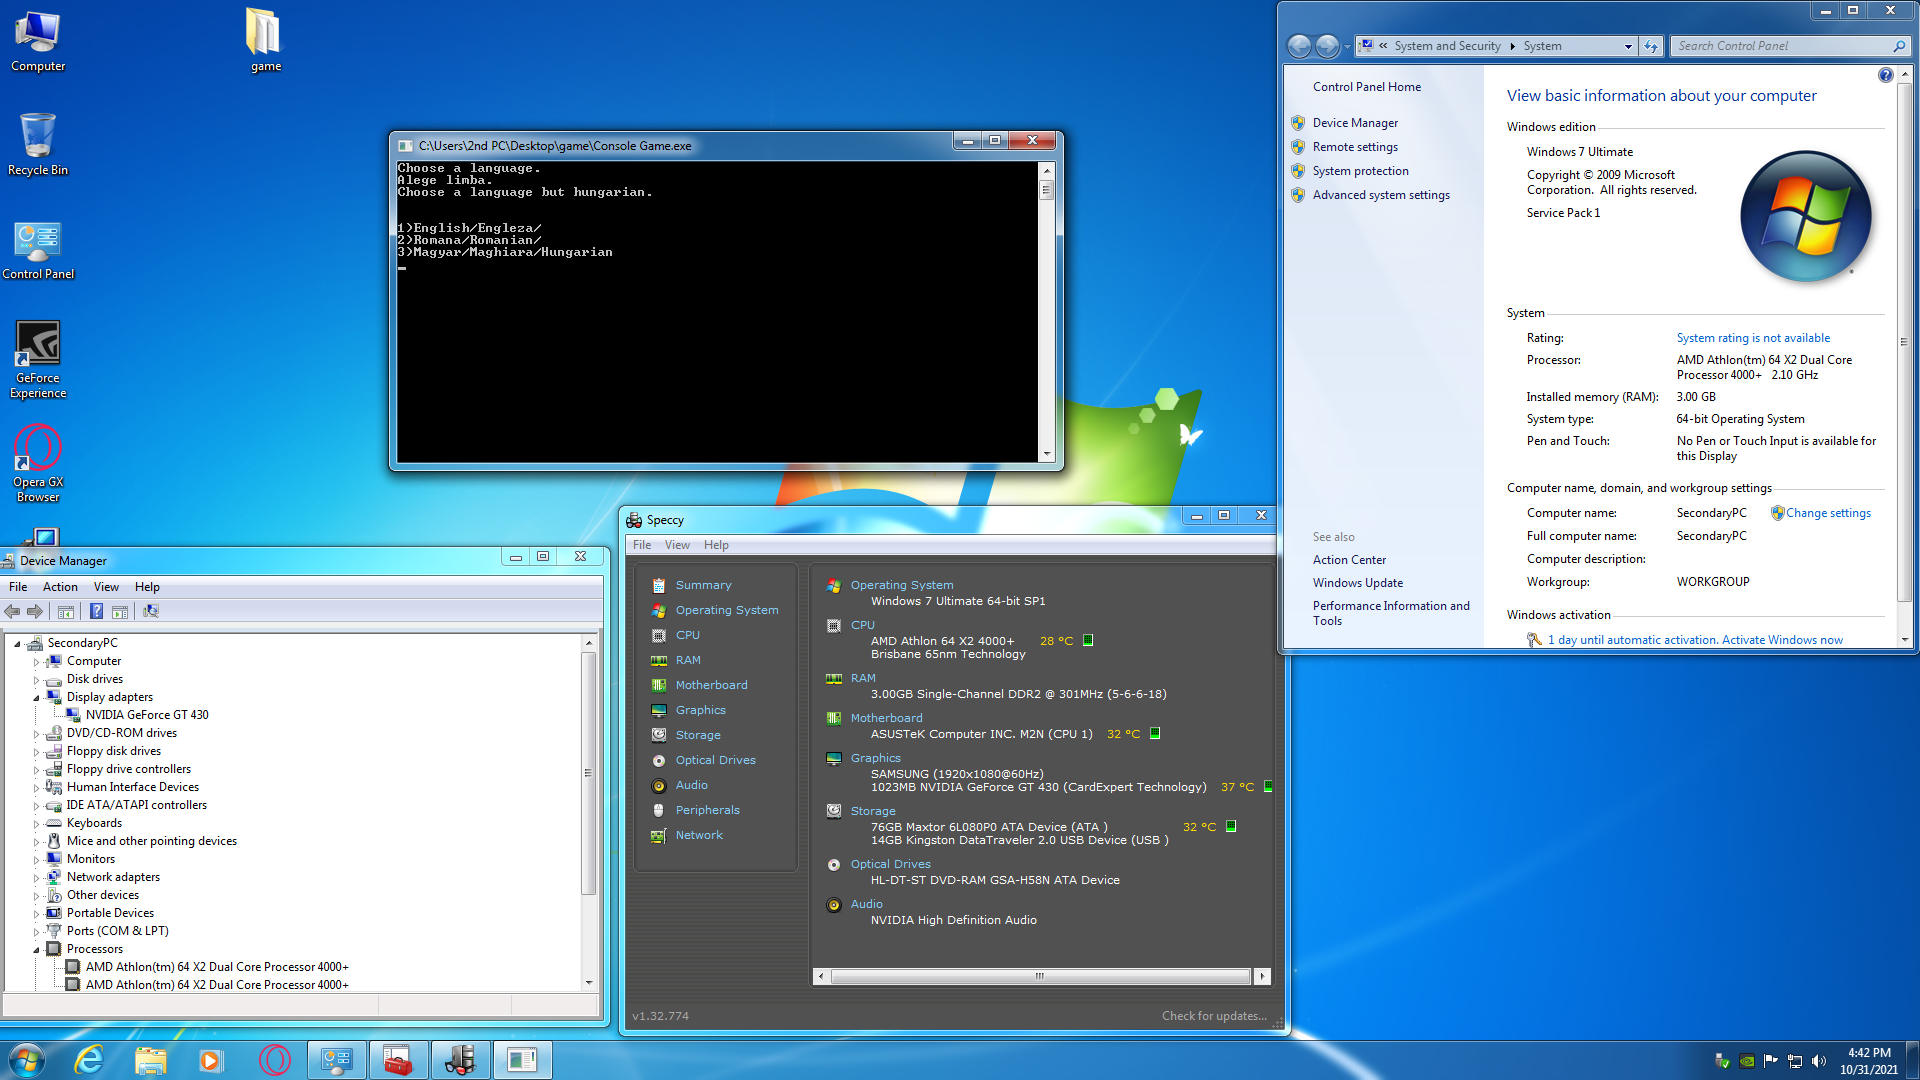 Computer
game
Recycle Bin
Control Panel
GeForce
Experience
Opera GX
Browser
C:\Users\2nd PC\Desktop\game\Console Game.exe
Choose a language.
Alege limba.
Choose a language but hungarian.
1)English/Engleza/
2)Romana/Romanian/
3)Magyar/Maghiara/Hungarian
« System and Security ▸ System
Search Control Panel
Control Panel Home
Device Manager
Remote settings
System protection
Advanced system settings
See also
Action Center
Windows Update
Performance Information and
Tools
View basic information about your computer
Windows edition
Windows 7 Ultimate
Copyright © 2009 Microsoft
Corporation. All rights reserved.
Service Pack 1
System
Rating: System rating is not available
Processor: AMD Athlon(tm) 64 X2 Dual Core
Processor 4000+ 2.10 GHz
Installed memory (RAM): 3.00 GB
System type: 64-bit Operating System
Pen and Touch: No Pen or Touch Input is available for
this Display
Computer name, domain, and workgroup settings
Computer name: SecondaryPC Change settings
Full computer name: SecondaryPC
Computer description:
Workgroup: WORKGROUP
Windows activation
1 day until automatic activation. Activate Windows now
Device Manager
File Action View Help
SecondaryPC
Computer
Disk drives
Display adapters
NVIDIA GeForce GT 430
DVD/CD-ROM drives
Floppy disk drives
Floppy drive controllers
Human Interface Devices
IDE ATA/ATAPI controllers
Keyboards
Mice and other pointing devices
Monitors
Network adapters
Other devices
Portable Devices
Ports (COM & LPT)
Processors
AMD Athlon(tm) 64 X2 Dual Core Processor 4000+
AMD Athlon(tm) 64 X2 Dual Core Processor 4000+
Speccy
File View Help
Summary
Operating System
CPU
RAM
Motherboard
Graphics
Storage
Optical Drives
Audio
Peripherals
Network
Operating System
Windows 7 Ultimate 64-bit SP1
CPU
AMD Athlon 64 X2 4000+ 28 °C
Brisbane 65nm Technology
RAM
3.00GB Single-Channel DDR2 @ 301MHz (5-6-6-18)
Motherboard
ASUSTeK Computer INC. M2N (CPU 1) 32 °C
Graphics
SAMSUNG (1920x1080@60Hz)
1023MB NVIDIA GeForce GT 430 (CardExpert Technology) 37 °C
Storage
76GB Maxtor 6L080P0 ATA Device (ATA ) 32 °C
14GB Kingston DataTraveler 2.0 USB Device (USB )
Optical Drives
HL-DT-ST DVD-RAM GSA-H58N ATA Device
Audio
NVIDIA High Definition Audio
v1.32.774
Check for updates...
4:42 PM
10/31/2021